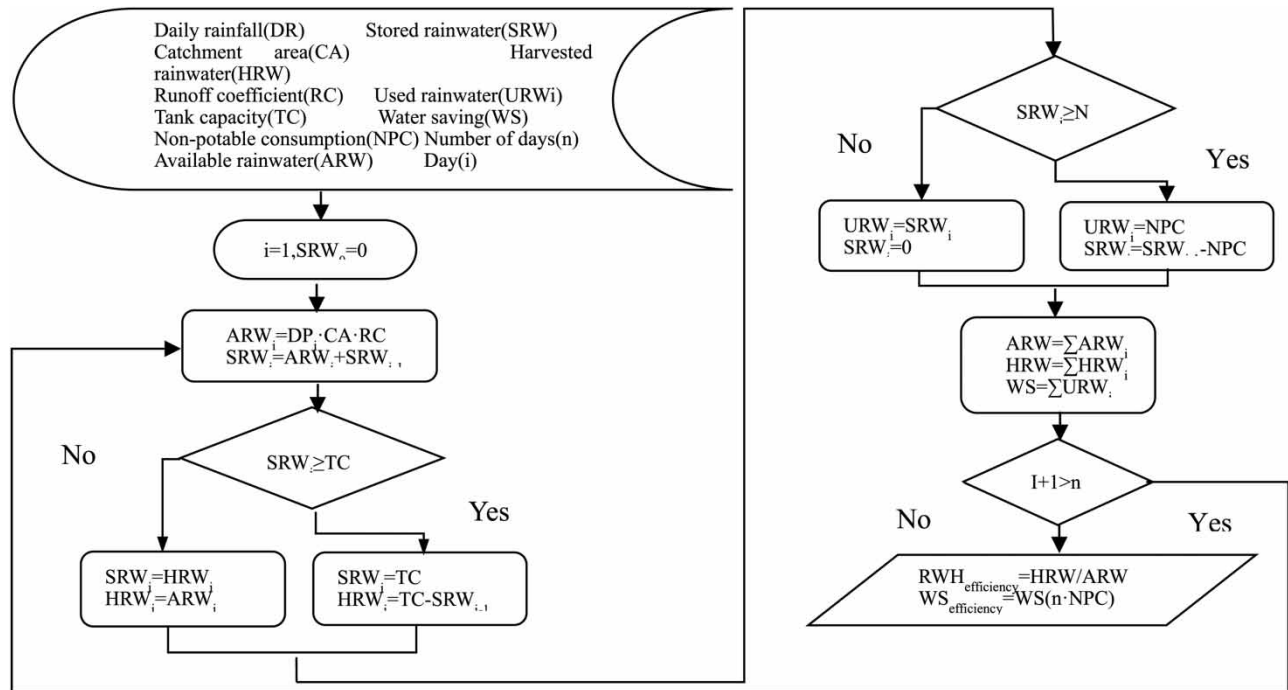 Daily rainfall(DR) Stored rainwater(SRW)
Catchment area(CA) Harvested
rainwater(HRW)
Runoff coefficient(RC) Used rainwater(URWi)
Tank capacity(TC) Water saving(WS)
Non-potable consumption(NPC) Number of days(n)
Available rainwater(ARW) Day(i)
i=1,SRW₀=0
ARWᵢ=DPᵢ·CA·RC
SRWᵢ=ARWᵢ+SRWᵢ₋₁
SRWᵢ≥TC
No
Yes
SRWᵢ=HRWᵢ
HRWᵢ=ARWᵢ
SRWᵢ=TC
HRWᵢ=TC-SRWᵢ₋₁
SRWᵢ≥N
No
Yes
URWᵢ=SRWᵢ
SRWᵢ=0
URWᵢ=NPC
SRWᵢ=SRWᵢ₋₁-NPC
ARW=∑ARWᵢ
HRW=∑HRWᵢ
WS=∑URWᵢ
I+1>n
No
Yes
RWHefficiency=HRW/ARW
WSefficiency=WS(n·NPC)